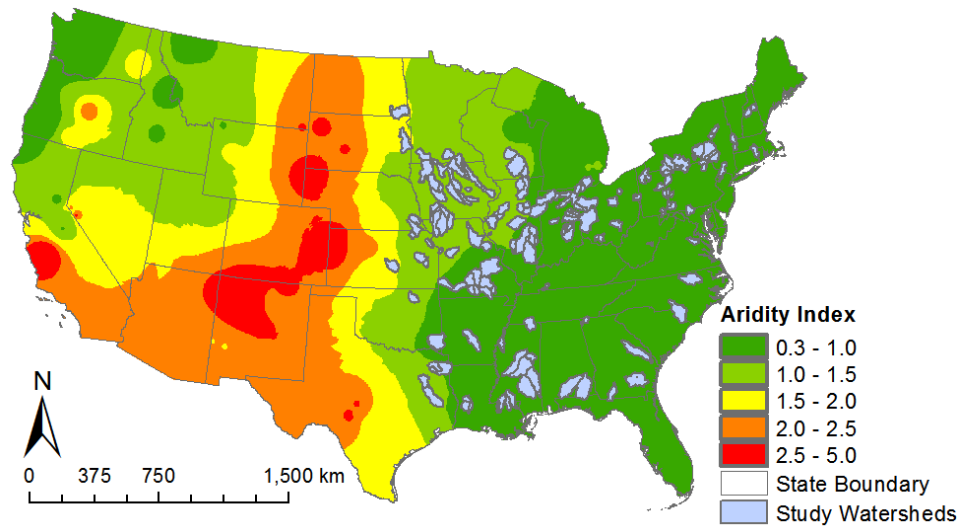 N
0 375 750 1,500 km
Aridity Index
0.3 - 1.0
1.0 - 1.5
1.5 - 2.0
2.0 - 2.5
2.5 - 5.0
State Boundary
Study Watersheds